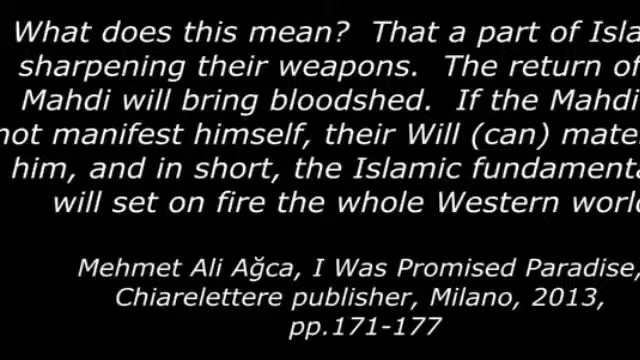 What does this mean? That a part of Isla
sharpening their weapons. The return of
Mahdi will bring bloodshed. If the Mahdi
not manifest himself, their Will (can) mate
him, and in short, the Islamic fundament
will set on fire the whole Western worl
Mehmet Ali Ağca, I Was Promised Paradise,
Chiarelettere publisher, Milano, 2013,
pp.171-177